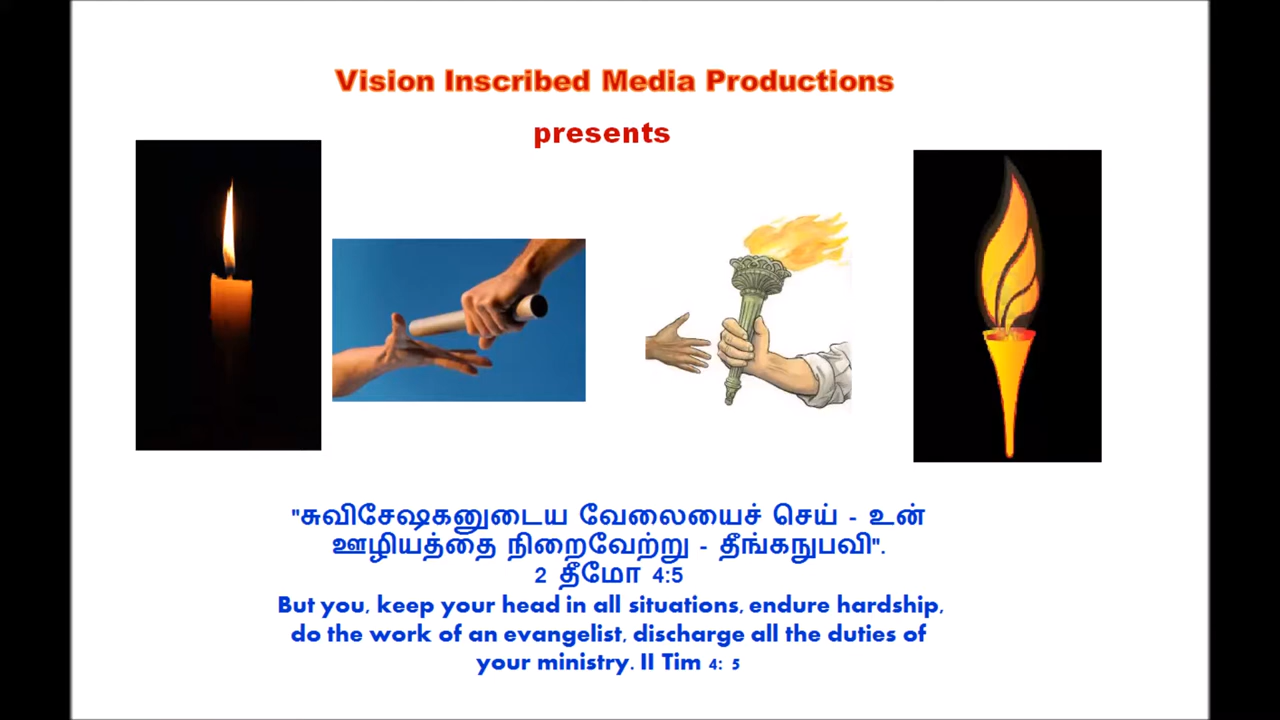 Vision Inscribed Media Productions
presents
"சுவிசேஷகனுடைய வேலையைச் செய் - உன்
ஊழியத்தை நிறைவேற்று - தீங்கநுபவி".
2 தீமோ 4:5
But you, keep your head in all situations, endure hardship,
do the work of an evangelist, discharge all the duties of
your ministry. II Tim 4: 5